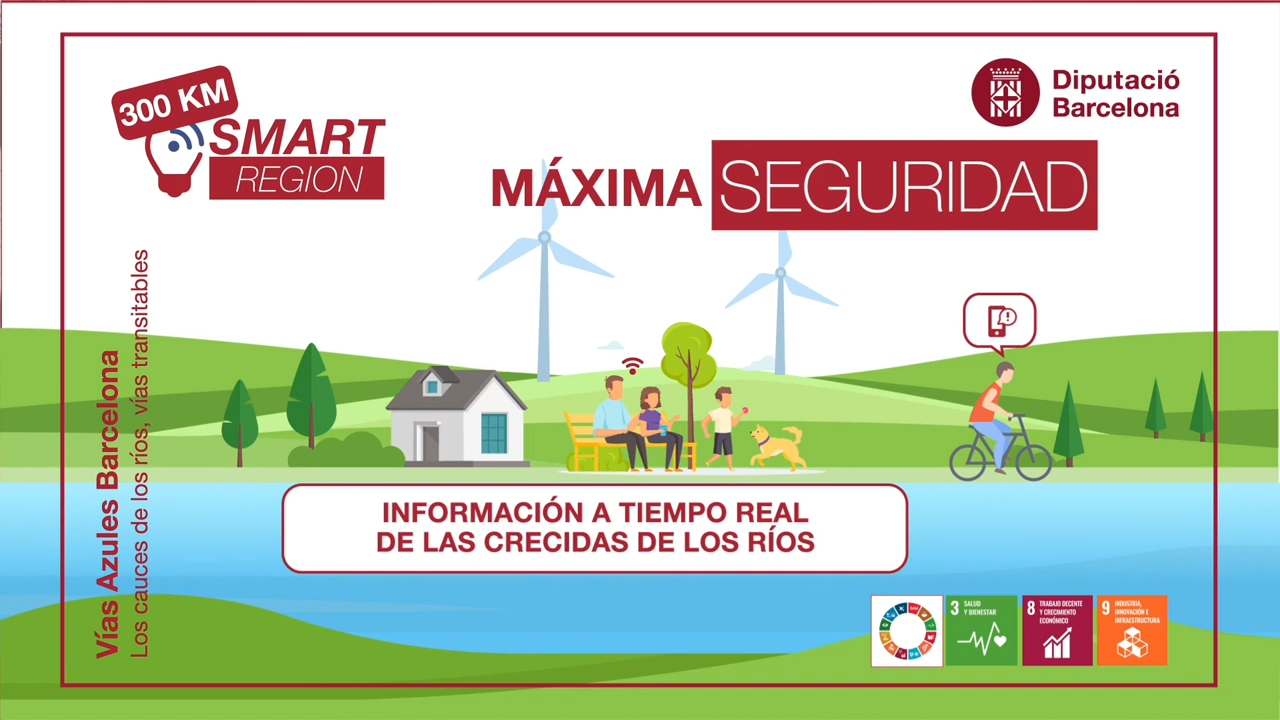 300 KM
SMART
REGION
Diputació
Barcelona
MÁXIMA SEGURIDAD
Vías Azules Barcelona
Los cauces de los ríos, vías transitables
INFORMACIÓN A TIEMPO REAL
DE LAS CRECIDAS DE LOS RÍOS
3 SALUD
Y BIENESTAR
8 TRABAJO DECENTE
Y CRECIMIENTO
ECONÓMICO
9 INDUSTRIA,
INNOVACIÓN E
INFRAESTRUCTURA